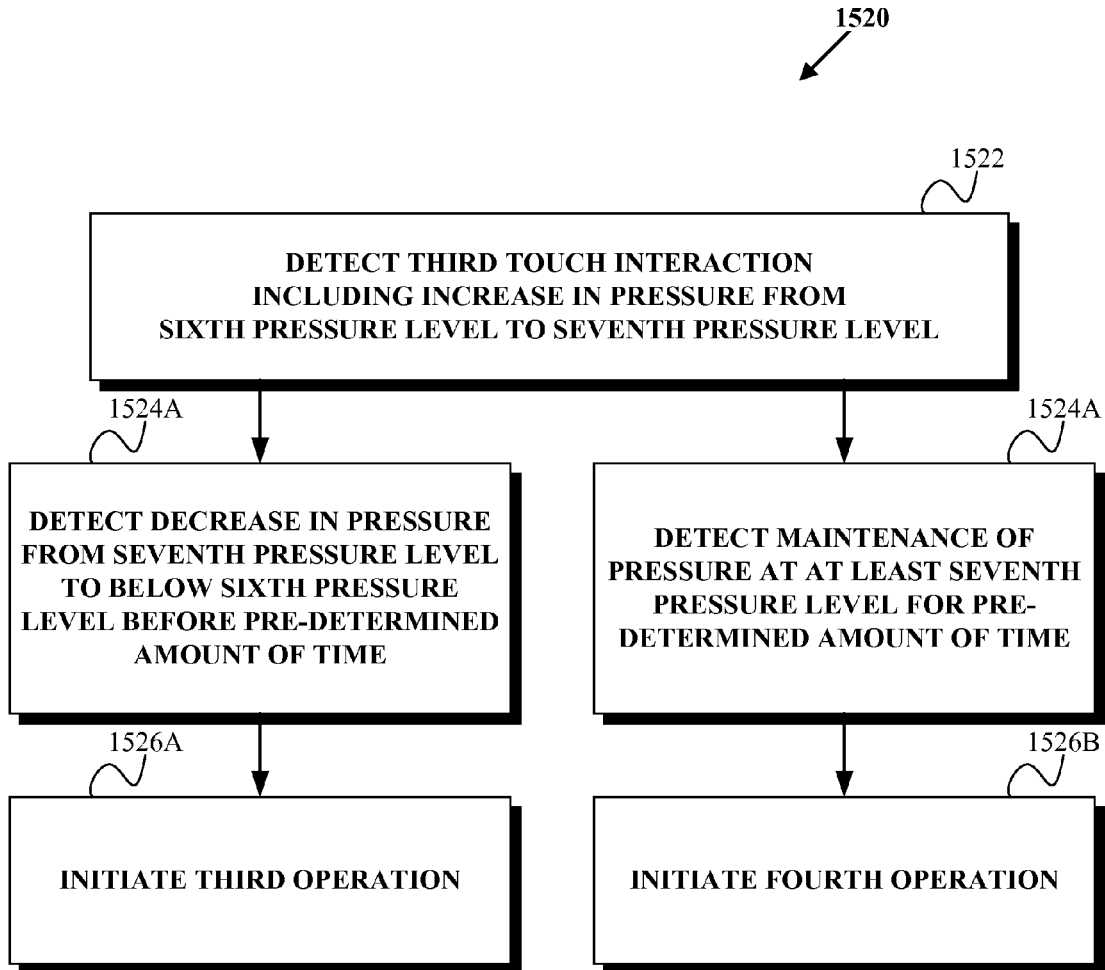 1520
1522
DETECT THIRD TOUCH INTERACTION
INCLUDING INCREASE IN PRESSURE FROM
SIXTH PRESSURE LEVEL TO SEVENTH PRESSURE LEVEL
1524A
DETECT DECREASE IN PRESSURE
FROM SEVENTH PRESSURE LEVEL
TO BELOW SIXTH PRESSURE
LEVEL BEFORE PRE-DETERMINED
AMOUNT OF TIME
1524A
DETECT MAINTENANCE OF
PRESSURE AT AT LEAST SEVENTH
PRESSURE LEVEL FOR PRE-
DETERMINED AMOUNT OF TIME
1526A
INITIATE THIRD OPERATION
1526B
INITIATE FOURTH OPERATION